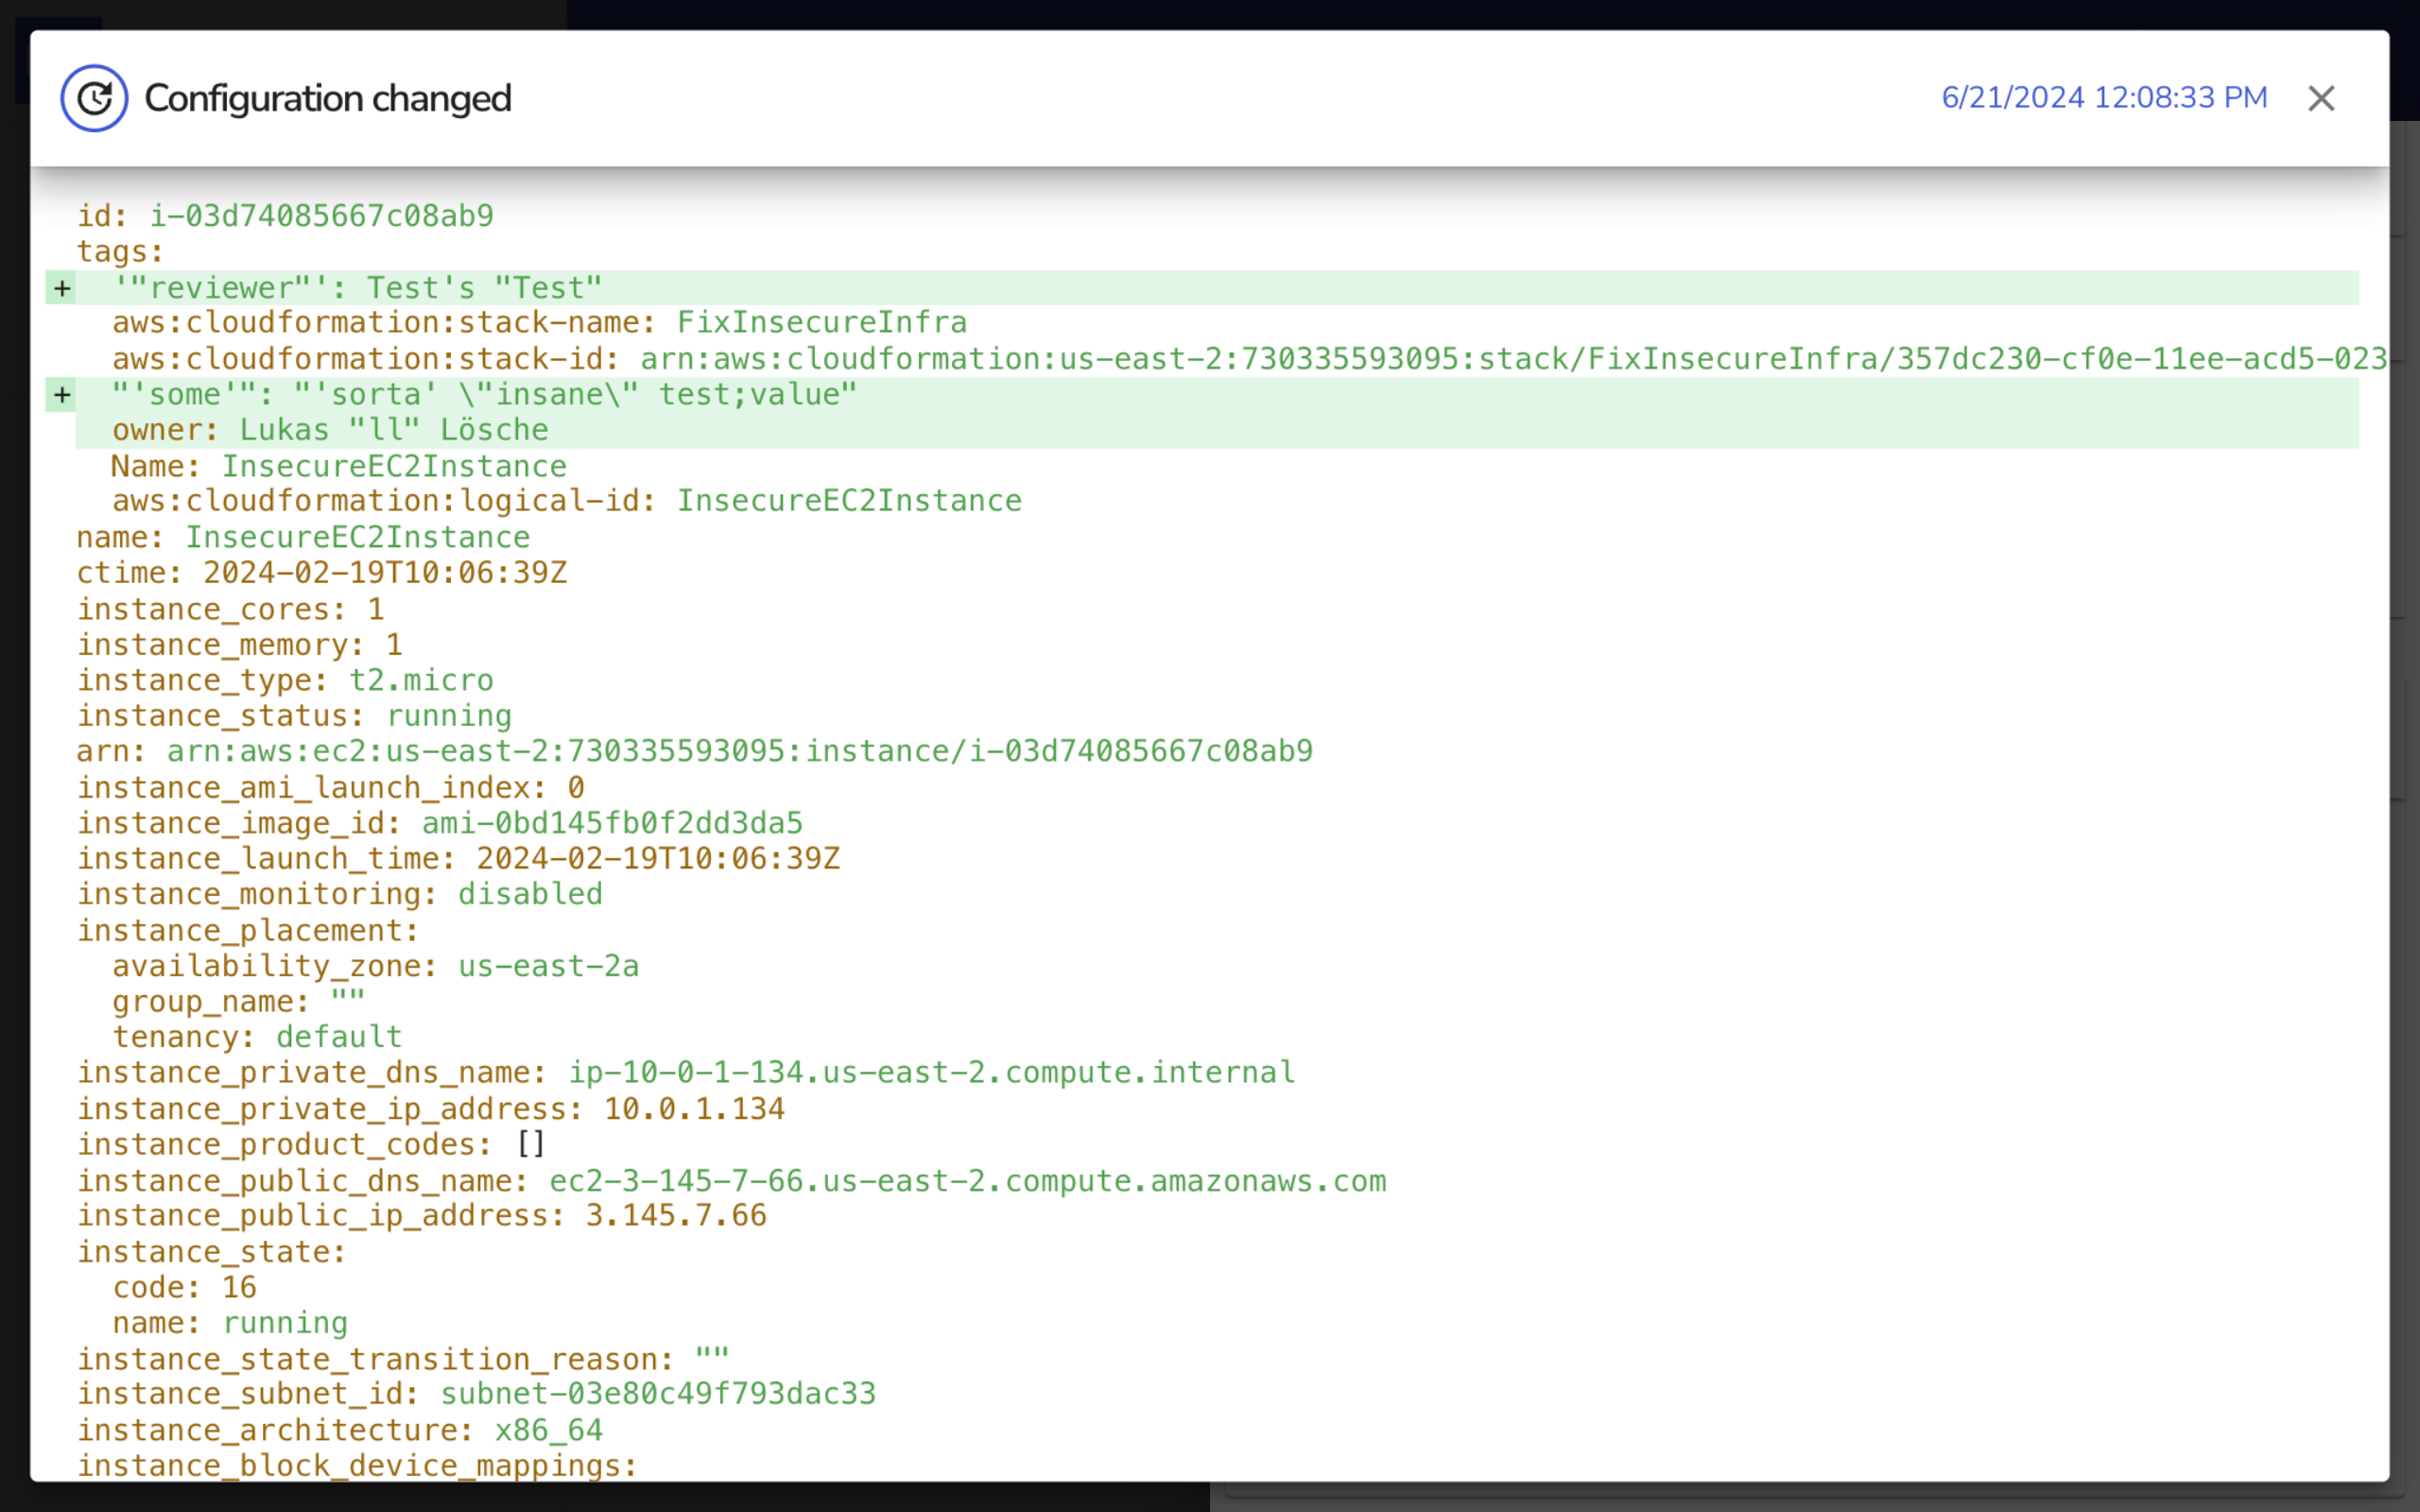 Configuration changed
6/21/2024 12:08:33 PM
id: i-03d74085667c08ab9
tags:
+ '"reviewer"': Test's "Test"
aws:cloudformation:stack-name: FixInsecureInfra
aws:cloudformation:stack-id: arn:aws:cloudformation:us-east-2:730335593095:stack/FixInsecureInfra/357dc230-cf0e-11ee-acd5-023
+ "'some'": "'sorta' \"insane\" test;value"
owner: Lukas "ll" Lösche
Name: InsecureEC2Instance
aws:cloudformation:logical-id: InsecureEC2Instance
name: InsecureEC2Instance
ctime: 2024-02-19T10:06:39Z
instance_cores: 1
instance_memory: 1
instance_type: t2.micro
instance_status: running
arn: arn:aws:ec2:us-east-2:730335593095:instance/i-03d74085667c08ab9
instance_ami_launch_index: 0
instance_image_id: ami-0bd145fb0f2dd3da5
instance_launch_time: 2024-02-19T10:06:39Z
instance_monitoring: disabled
instance_placement:
availability_zone: us-east-2a
group_name: ""
tenancy: default
instance_private_dns_name: ip-10-0-1-134.us-east-2.compute.internal
instance_private_ip_address: 10.0.1.134
instance_product_codes: []
instance_public_dns_name: ec2-3-145-7-66.us-east-2.compute.amazonaws.com
instance_public_ip_address: 3.145.7.66
instance_state:
code: 16
name: running
instance_state_transition_reason: ""
instance_subnet_id: subnet-03e80c49f793dac33
instance_architecture: x86_64
instance_block_device_mappings: